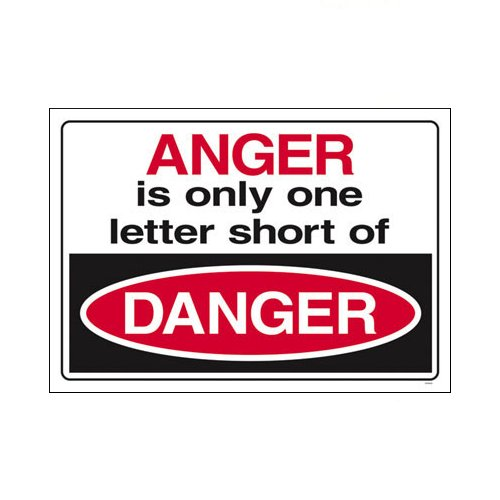 ANGER
is only one
letter short of
DANGER